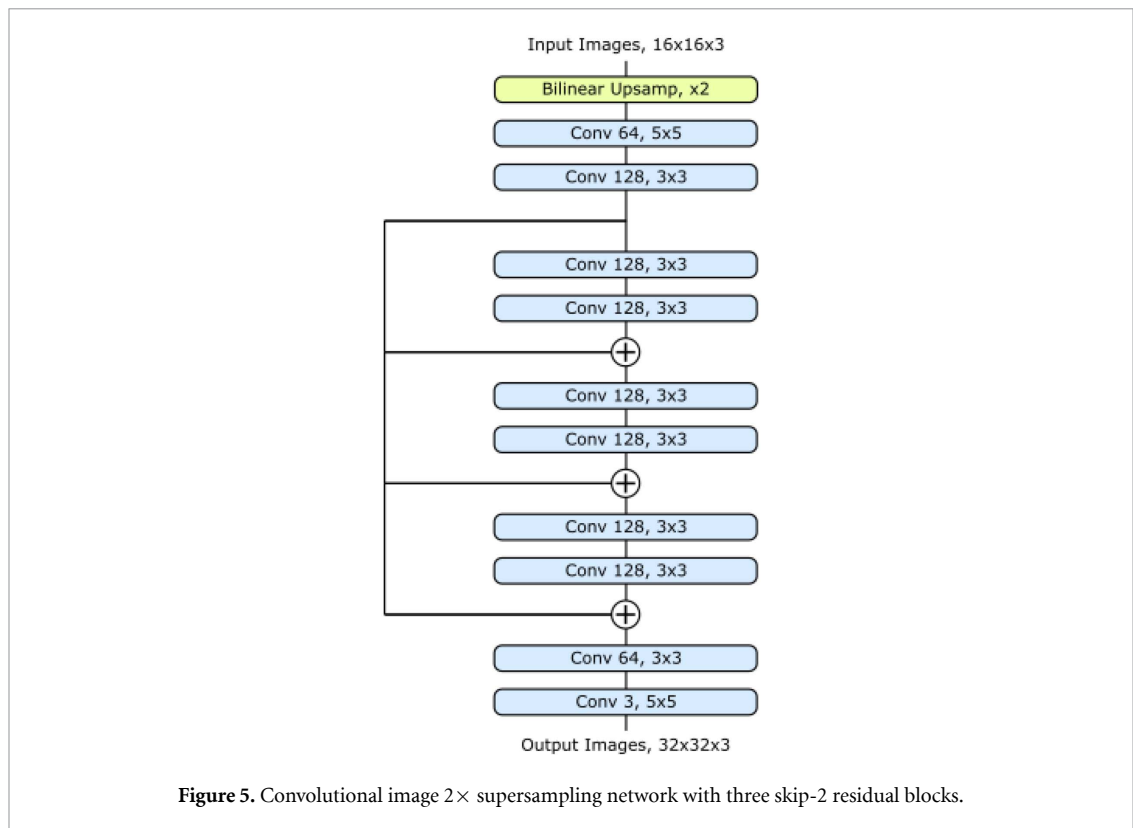 Input Images, 16x16x3
Bilinear Upsamp, x2
Conv 64, 5x5
Conv 128, 3x3
Conv 128, 3x3
Conv 128, 3x3
Conv 128, 3x3
Conv 128, 3x3
Conv 128, 3x3
Conv 128, 3x3
Conv 64, 3x3
Conv 3, 5x5
Output Images, 32x32x3
Figure 5. Convolutional image 2× supersampling network with three skip-2 residual blocks.